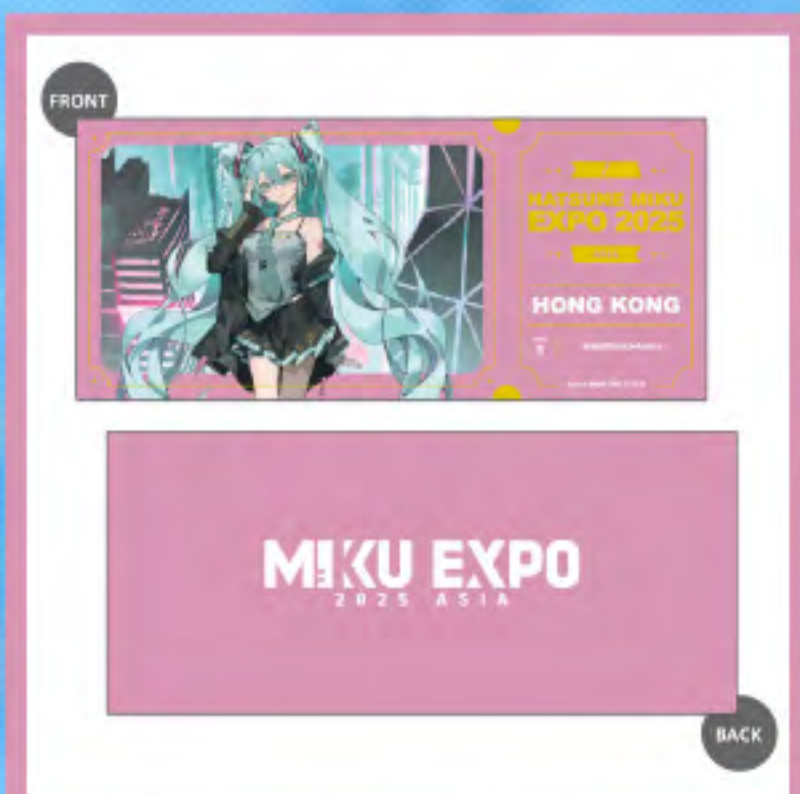 FRONT
HATSUNE MIKU
EXPO 2025
HONG KONG
MIKU EXPO
2025 ASIA
BACK